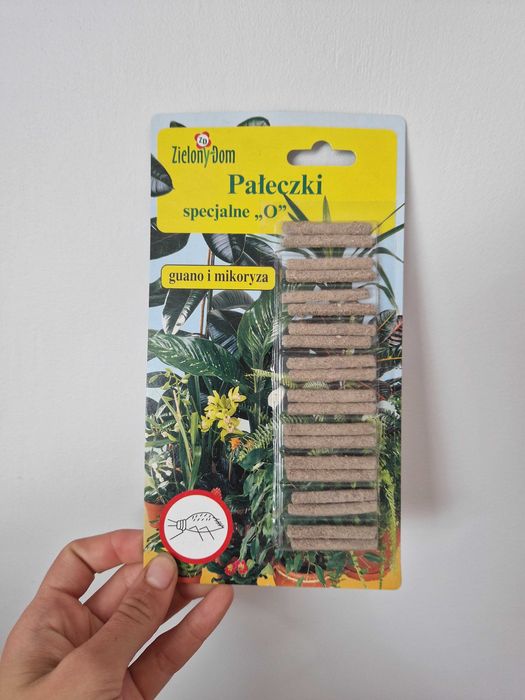 ZD
Zielony Dom
Pałeczki
specjalne „O”
guano i mikoryza